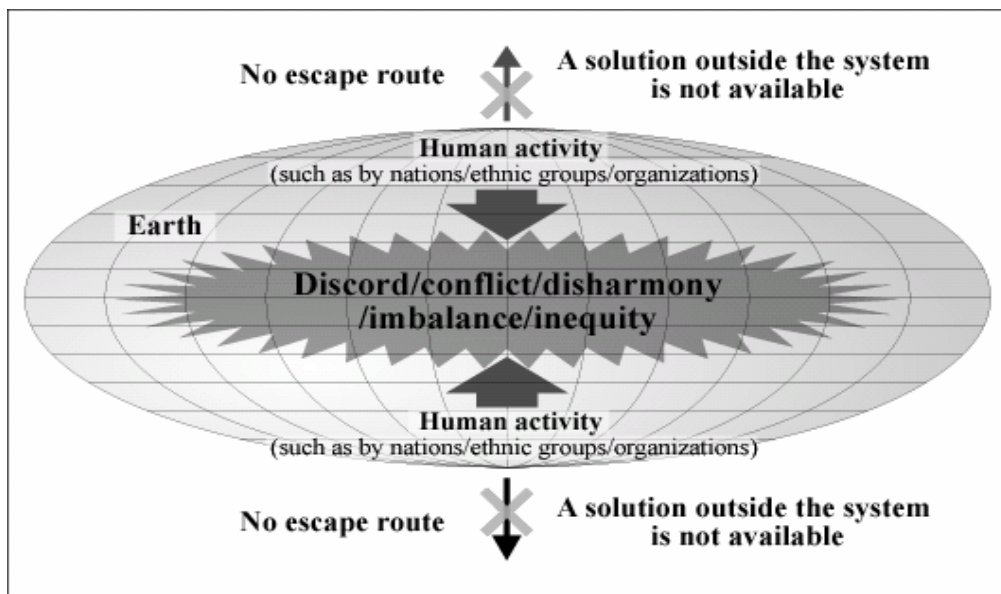 No escape route
A solution outside the system
is not available
Human activity
(such as by nations/ethnic groups/organizations)
Earth
Discord/conflict/disharmony
/imbalance/inequity
Human activity
(such as by nations/ethnic groups/organizations)
No escape route
A solution outside the system
is not available